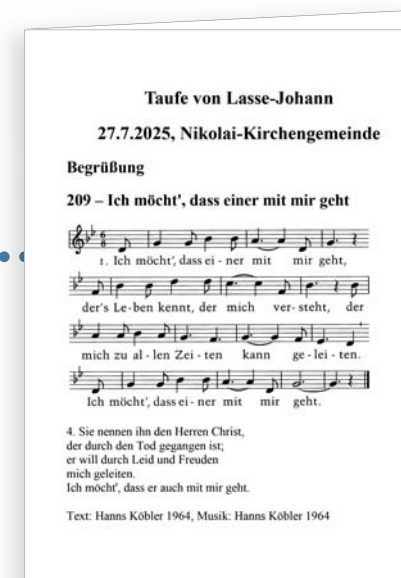 Taufe von Lasse-Johann
27.7.2025, Nikolai-Kirchengemeinde
Begrüßung
209 – Ich möcht', dass einer mit mir geht
1. Ich möcht', dass ei - ner mit mir geht,
der's Le - ben kennt, der mich ver - steht, der
mich zu al - len Zei - ten kann ge - lei - ten.
Ich möcht', dass ei - ner mit mir geht.
4. Sie nennen ihn den Herren Christ,
der durch den Tod gegangen ist;
er will durch Leid und Freuden
mich geleiten.
Ich möcht', dass er auch mit mir geht.
Text: Hanns Köbler 1964, Musik: Hanns Köbler 1964